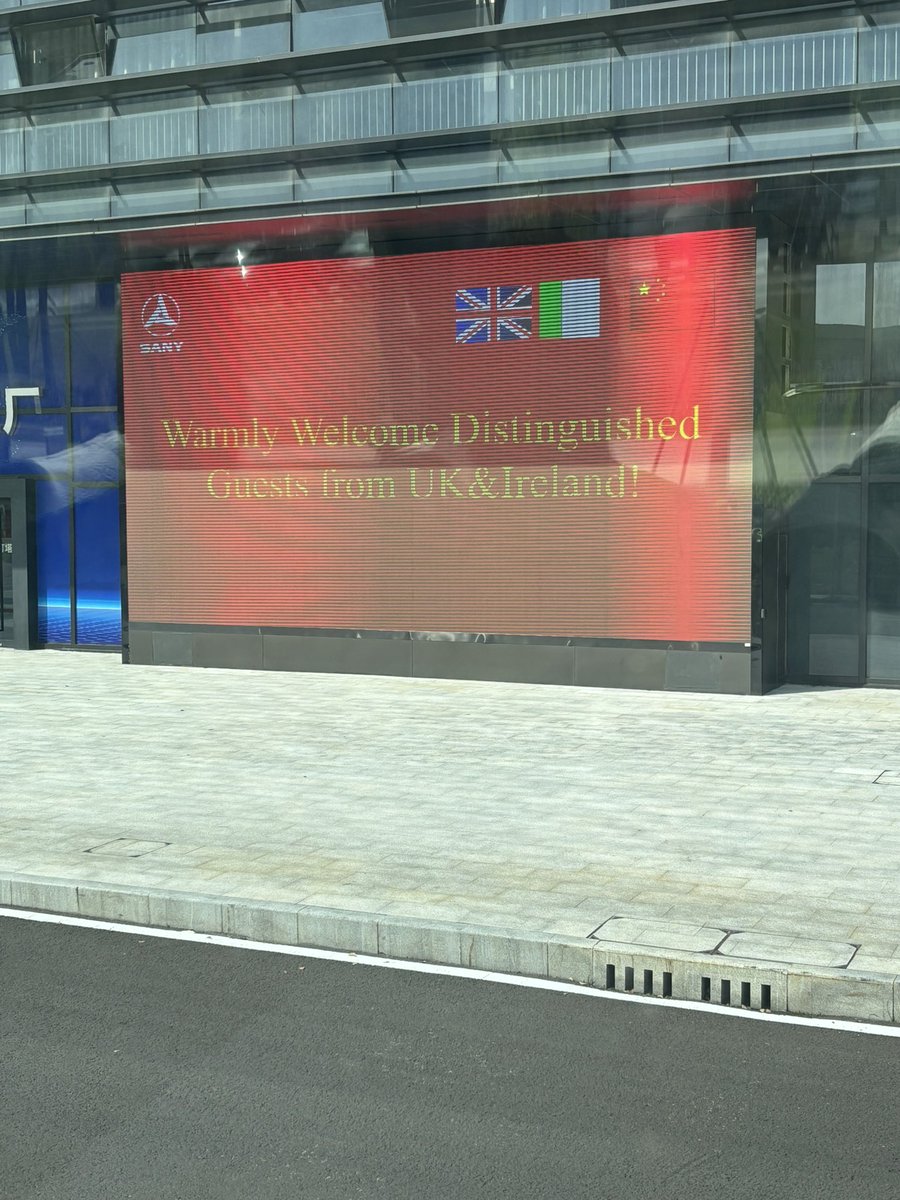 SANY
Warmly Welcome Distinguished
Guests from UK&Ireland!